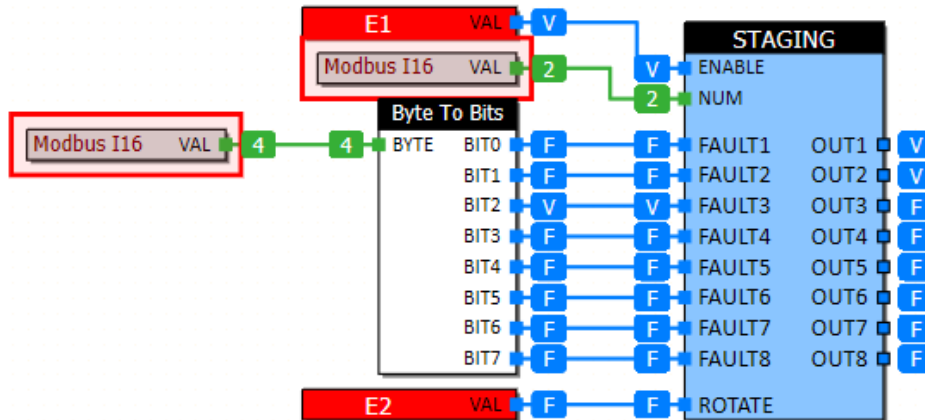 E1 VAL V
STAGING
Modbus I16 VAL 2 V ENABLE
2 NUM
Byte To Bits
Modbus I16 VAL 4 4 BYTE BIT0 F F FAULT1 OUT1 V
BIT1 F F FAULT2 OUT2 V
BIT2 V V FAULT3 OUT3 F
BIT3 F F FAULT4 OUT4 F
BIT4 F F FAULT5 OUT5 F
BIT5 F F FAULT6 OUT6 F
BIT6 F F FAULT7 OUT7 F
BIT7 F F FAULT8 OUT8 F
E2 VAL F F ROTATE